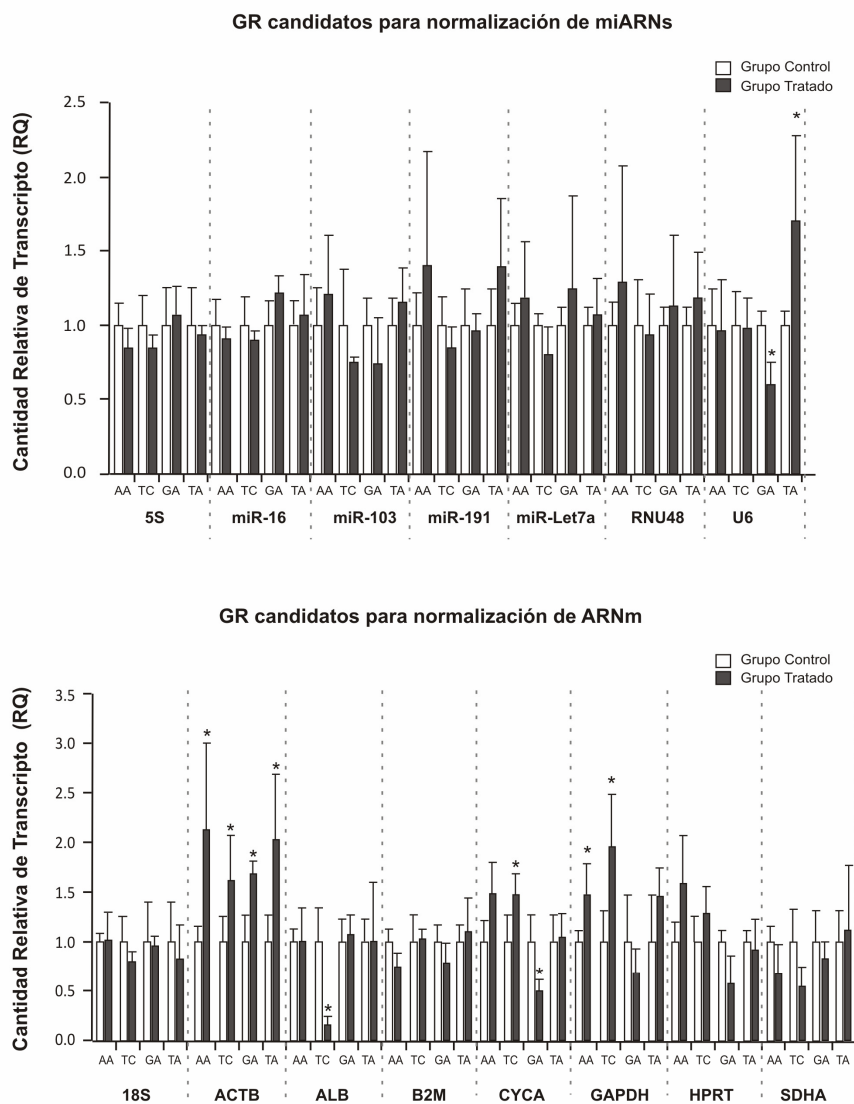 GR candidatos para normalización de miARNs
Grupo Control
Grupo Tratado
Cantidad Relativa de Transcripto (RQ)
2.5
2.0
1.5
1.0
0.5
0.0
*
*
AA TC GA TA AA TC GA TA AA TC GA TA AA TC GA TA AA TC GA TA AA TC GA TA AA TC GA TA
5S miR-16 miR-103 miR-191 miR-Let7a RNU48 U6
GR candidatos para normalización de ARNm
Grupo Control
Grupo Tratado
Cantidad Relativa de Transcripto (RQ)
3.5
3.0
2.5
2.0
1.5
1.0
0.5
0.0
* * * * * * * * *
AA TC GA TA AA TC GA TA AA TC GA TA AA TC GA TA AA TC GA TA AA TC GA TA AA TC GA TA AA TC GA TA
18S ACTB ALB B2M CYCA GAPDH HPRT SDHA